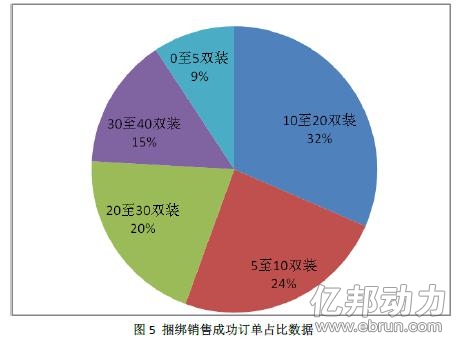 0至5双装
9%
10至20双装
32%
30至40双装
15%
20至30双装
20%
5至10双装
24%
亿邦动力
www.ebrun.com
图 5 捆绑销售成功订单占比数据